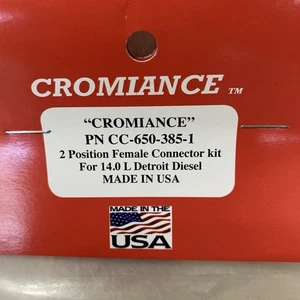 CROMIANCE TM
“CROMIANCE”
PN CC-650-385-1
2 Position Female Connector kit
For 14.0 L Detroit Diesel
MADE IN USA
MADE IN THE
USA